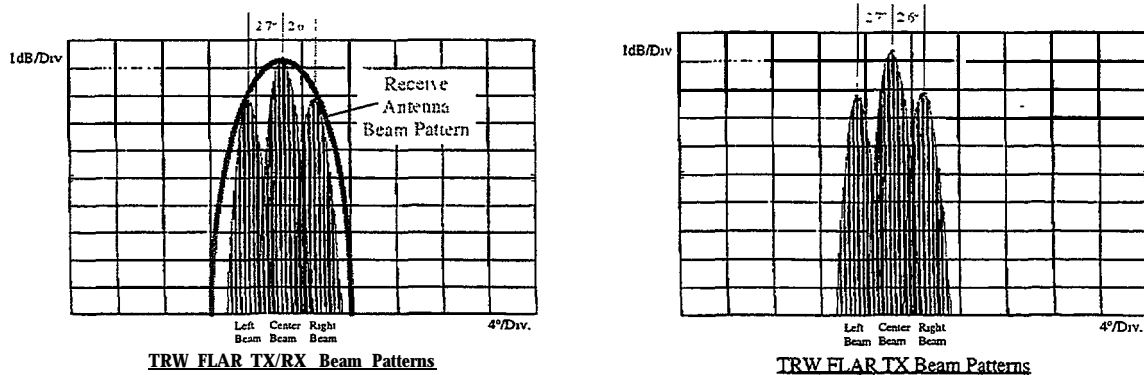 2 7° 2 6
1dB/Div
Receive
Antenna
Beam Pattern
Left Center Right
Beam Beam Beam
4°/Div.
TRW FLAR TX/RX Beam Patterns
2 7° 2 6°
1dB/Div
Left Center Right
Beam Beam Beam
4°/Div.
TRW FLAR TX Beam Patterns